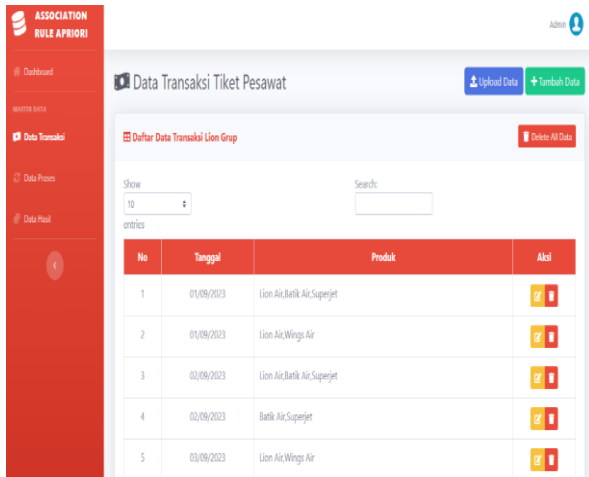 ASSOCIATION
RULE APRIORI
Admin
Dashboard
MASTER DATA
Data Transaksi
Data Proses
Data Hasil
Data Transaksi Tiket Pesawat
Upload Data
Tambah Data
Daftar Data Transaksi Lion Grup
Delete All Data
Show
10
entries
Search:
No Tanggal Produk Aksi
1 01/09/2023 Lion Air,Batik Air,Superjet
2 01/09/2023 Lion Air,Wings Air
3 02/09/2023 Lion Air,Batik Air,Superjet
4 02/09/2023 Batik Air,Superjet
5 03/09/2023 Lion Air,Wings Air